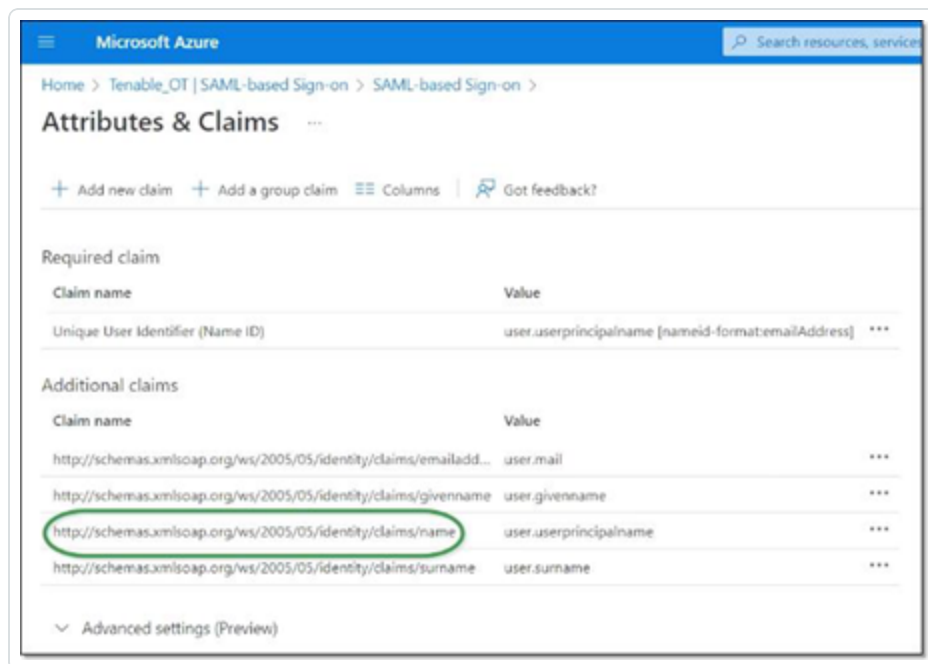 Microsoft Azure
Search resources, services
Home > Tenable_OT | SAML-based Sign-on > SAML-based Sign-on >
Attributes & Claims ...
+ Add new claim + Add a group claim Columns Got feedback?
Required claim
Claim name Value
Unique User Identifier (Name ID) user.userprincipalname [nameid-format:emailAddress] ...
Additional claims
Claim name Value
http://schemas.xmlsoap.org/ws/2005/05/identity/claims/emailadd... user.mail ...
http://schemas.xmlsoap.org/ws/2005/05/identity/claims/givenname user.givenname ...
http://schemas.xmlsoap.org/ws/2005/05/identity/claims/name user.userprincipalname ...
http://schemas.xmlsoap.org/ws/2005/05/identity/claims/surname user.surname ...
Advanced settings (Preview)